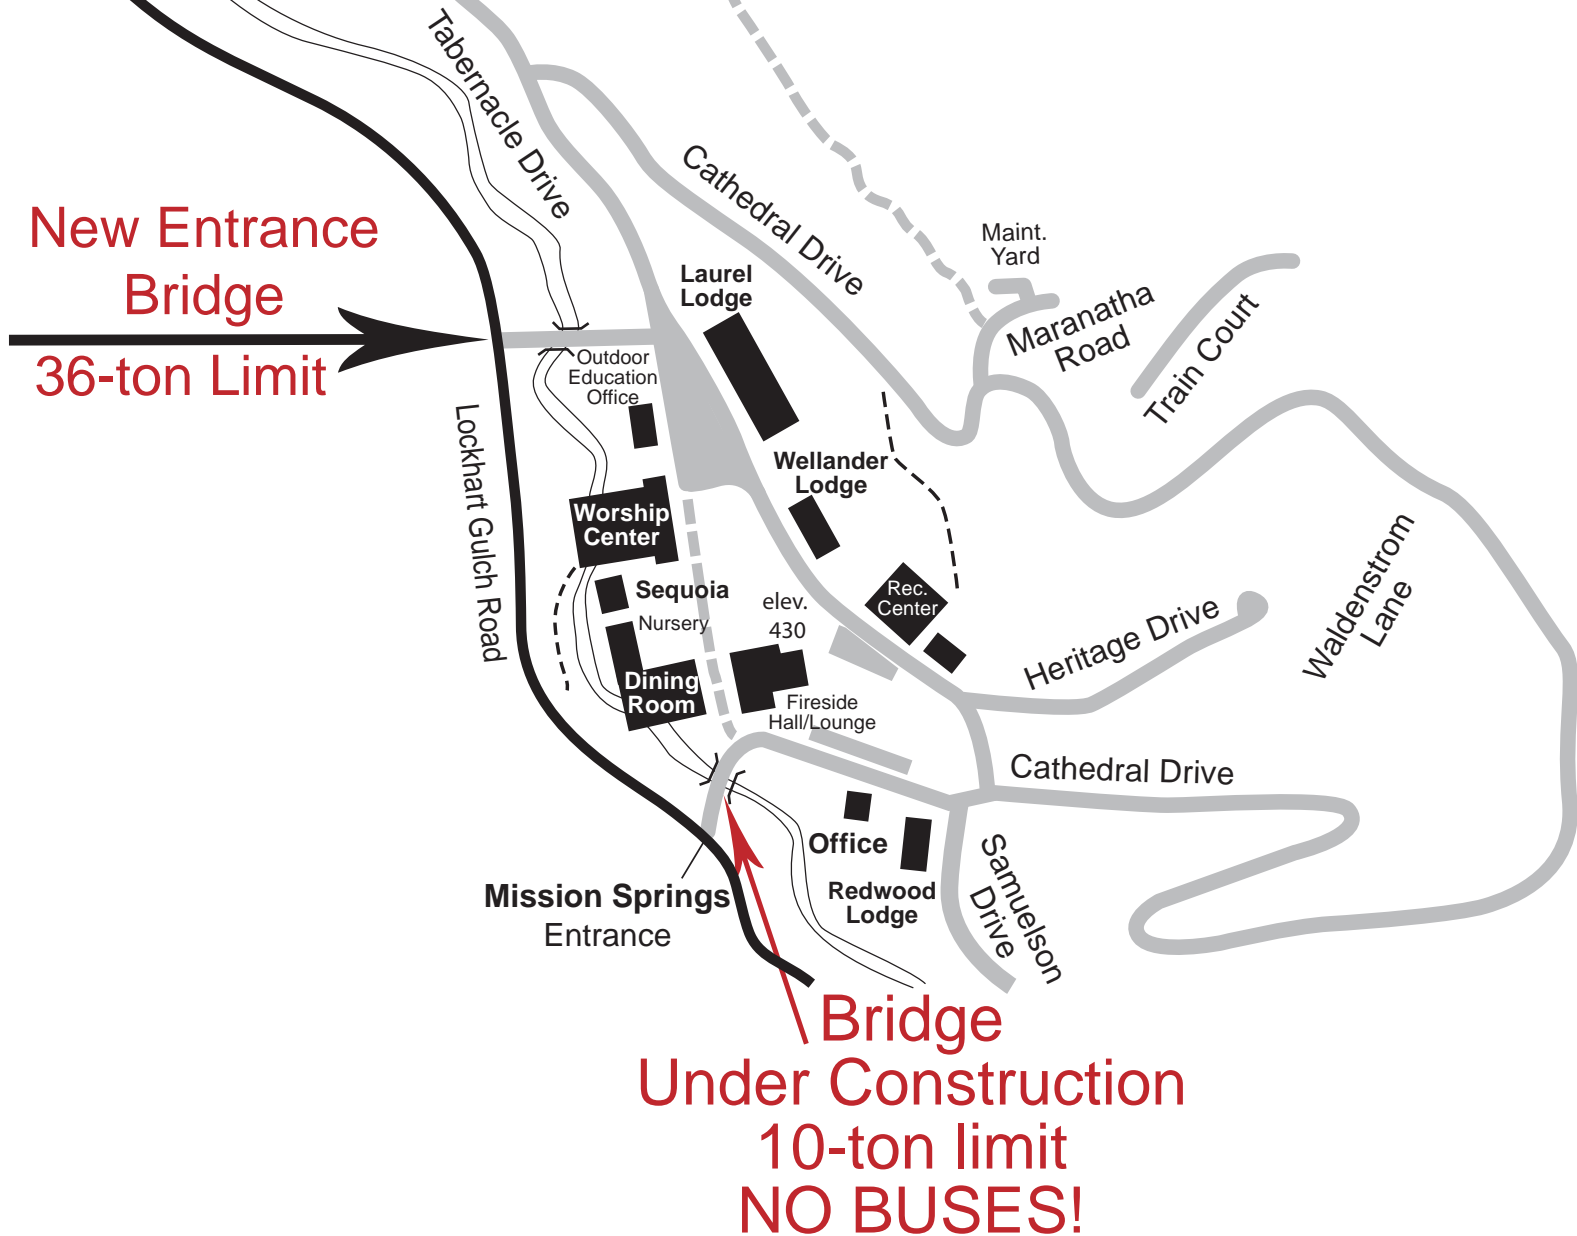 Tabernacle Drive
Cathedral Drive
New Entrance
Bridge
36-ton Limit
Maint.
Yard
Maranatha
Road
Train Court
Laurel
Lodge
Outdoor
Education
Office
Lockhart Gulch Road
Wellander
Lodge
Worship
Center
Sequoia
Nursery
elev.
430
Rec.
Center
Heritage Drive
Waldenstrom
Lane
Dining
Room
Fireside
Hall/Lounge
Cathedral Drive
Office
Redwood
Lodge
Samuelson
Drive
Mission Springs
Entrance
Bridge
Under Construction
10-ton limit
NO BUSES!